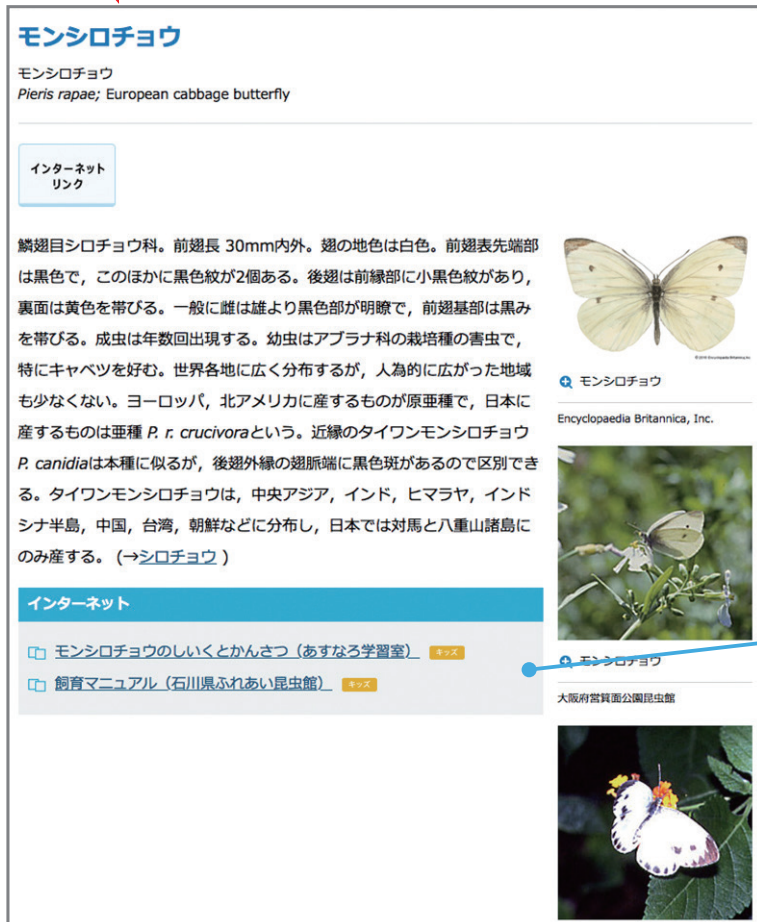 モンシロチョウ
モンシロチョウ
Pieris rapae; European cabbage butterfly
インターネット
リンク
鱗翅目シロチョウ科。前翅長 30mm内外。翅の地色は白色。前翅表先端部
は黒色で，このほかに黒色紋が2個ある。後翅は前縁部に小黒色紋があり，
裏面は黄色を帯びる。一般に雌は雄より黒色部が明瞭で，前翅基部は黒み
を帯びる。成虫は年数回出現する。幼虫はアブラナ科の栽培種の害虫で，
特にキャベツを好む。世界各地に広く分布するが，人為的に広がった地域
も少なくない。ヨーロッパ，北アメリカに産するものが原亜種で，日本に
産するものは亜種 P. r. crucivoraという。近縁のタイワンモンシロチョウ
P. canidiaは本種に似るが，後翅外縁の翅脈端に黒色斑があるので区別でき
る。タイワンモンシロチョウは，中央アジア，インド，ヒマラヤ，インド
シナ半島，中国，台湾，朝鮮などに分布し，日本では対馬と八重山諸島に
のみ産する。 (→シロチョウ )
インターネット
モンシロチョウのしいくとかんさつ（あすなろ学習室） キッズ
飼育マニュアル（石川県ふれあい昆虫館） キッズ
© 2010 Encyclopaedia Britannica, Inc.
モンシロチョウ
Encyclopaedia Britannica, Inc.
モンシロチョウ
大阪府営箕面公園昆虫館